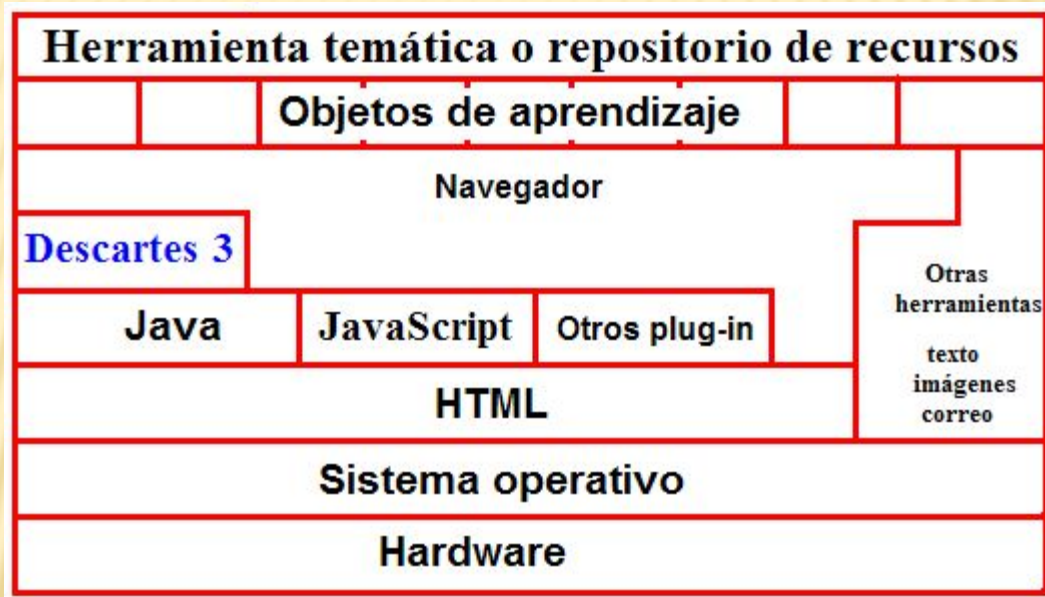 Herramienta temática o repositorio de recursos
Objetos de aprendizaje
Navegador
Descartes 3
Java
JavaScript
Otros plug-in
Otras
herramientas
texto
imágenes
correo
HTML
Sistema operativo
Hardware